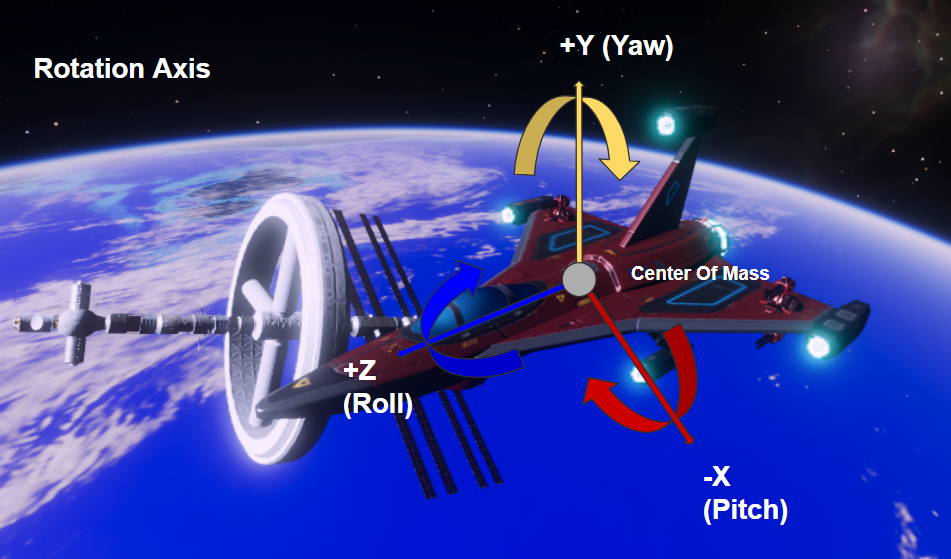 +Y (Yaw)
Rotation Axis
Center Of Mass
+Z
(Roll)
-X
(Pitch)